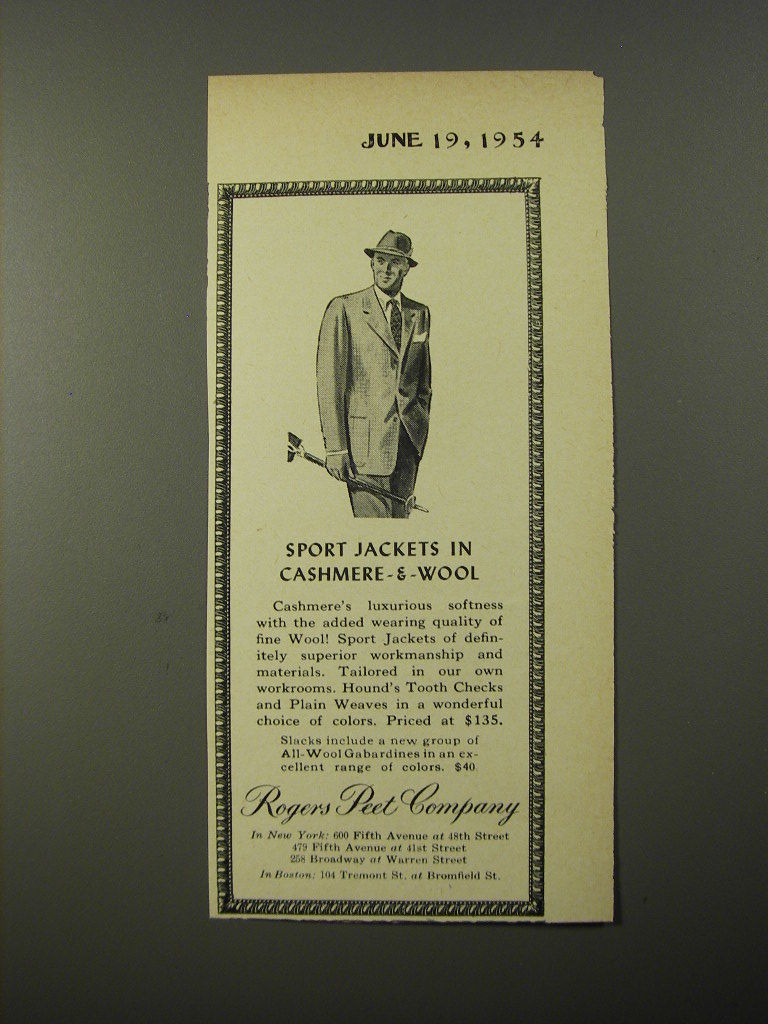 JUNE 19, 1954
SPORT JACKETS IN
CASHMERE-&-WOOL
Cashmere's luxurious softness
with the added wearing quality of
fine Wool! Sport Jackets of defin-
itely superior workmanship and
materials. Tailored in our own
workrooms. Hound's Tooth Checks
and Plain Weaves in a wonderful
choice of colors. Priced at $135.
Slacks include a new group of
All-Wool Gabardines in an ex-
cellent range of colors. $40
Rogers Peet Company
In New York: 600 Fifth Avenue at 48th Street
479 Fifth Avenue at 41st Street
258 Broadway at Warren Street
In Boston: 104 Tremont St. at Bromfield St.